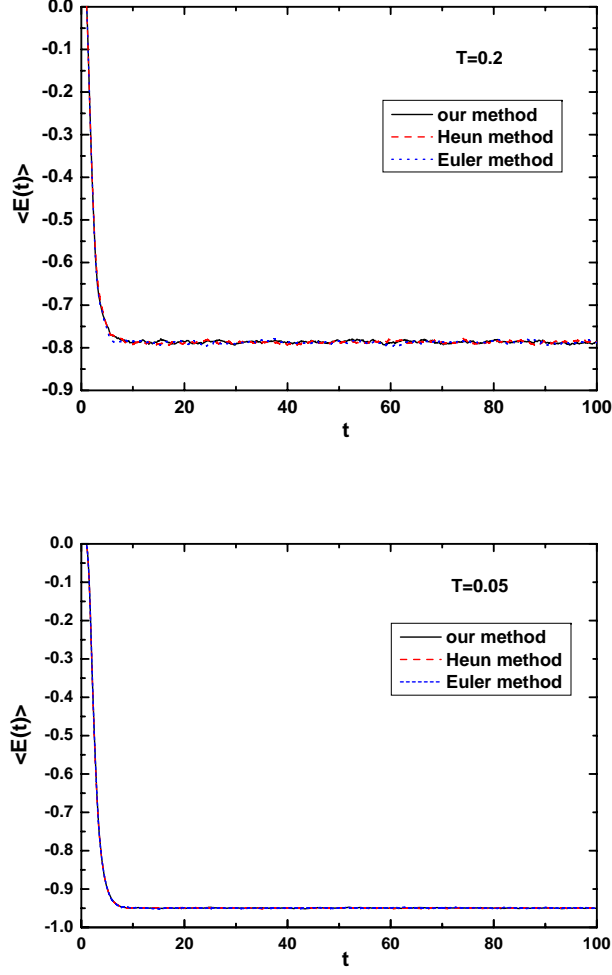 0.0
-0.1
-0.2
-0.3
-0.4
-0.5
-0.6
-0.7
-0.8
-0.9
<E(t)>
T=0.2
our method
Heun method
Euler method
0 20 40 60 80 100
t
0.0
-0.1
-0.2
-0.3
-0.4
-0.5
-0.6
-0.7
-0.8
-0.9
-1.0
<E(t)>
T=0.05
our method
Heun method
Euler method
0 20 40 60 80 100
t